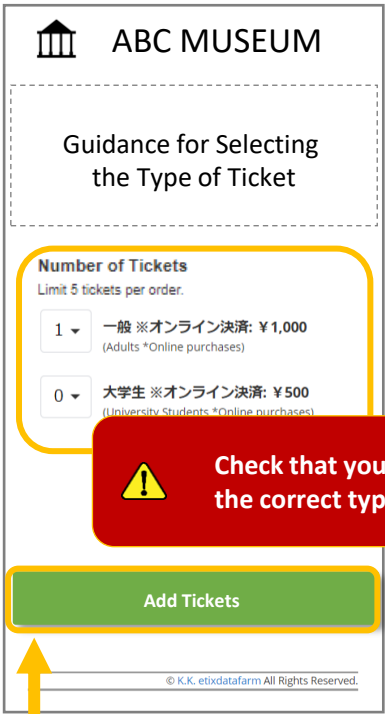 ABC MUSEUM
Guidance for Selecting
the Type of Ticket
Number of Tickets
Limit 5 tickets per order.
1 一般 ※オンライン決済: ¥1,000
(Adults *Online purchases)
0 大学生 ※オンライン決済: ¥500
(University Students *Online purchases)
Check that you
the correct typ
Add Tickets
© K.K. etixdatafarm All Rights Reserved.